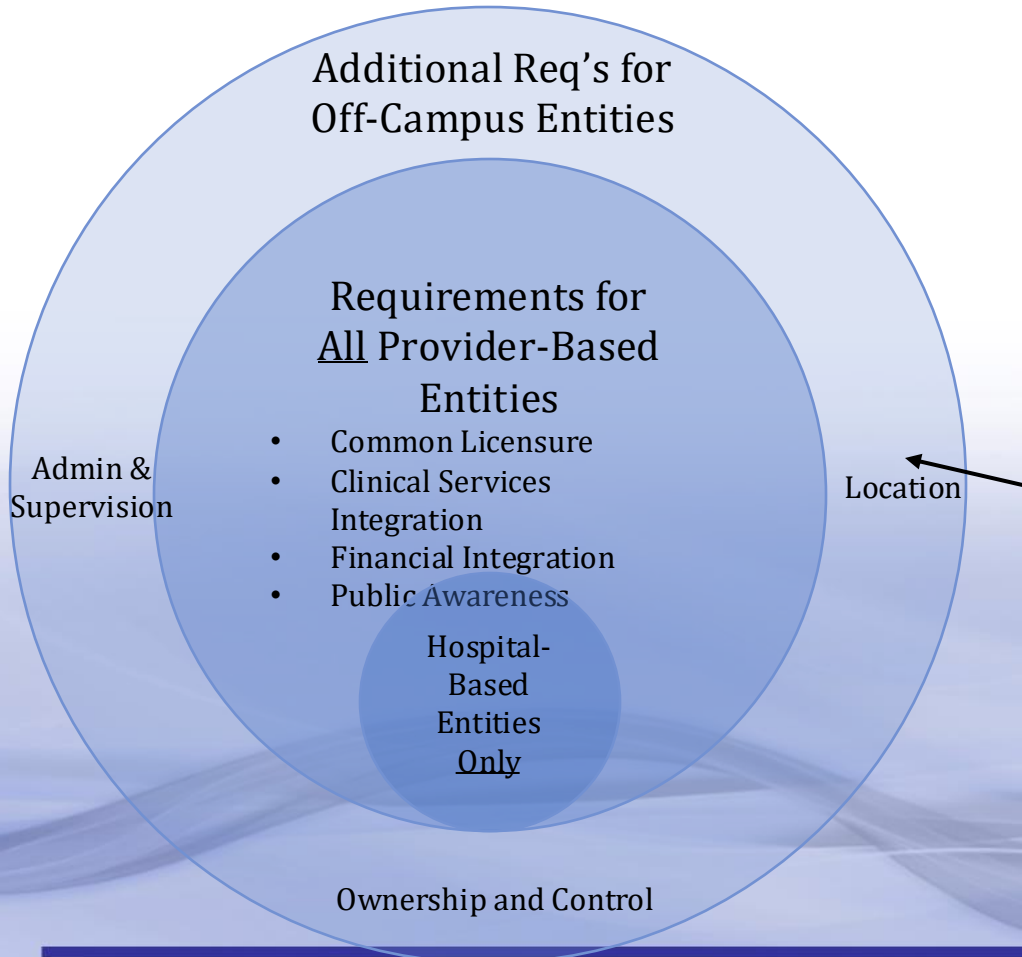 Additional Req’s for
Off-Campus Entities
Requirements for
All Provider-Based
Entities
• Common Licensure
• Clinical Services
Integration
• Financial Integration
• Public Awareness
Admin &
Supervision
Location
Hospital-
Based
Entities
Only
Ownership and Control